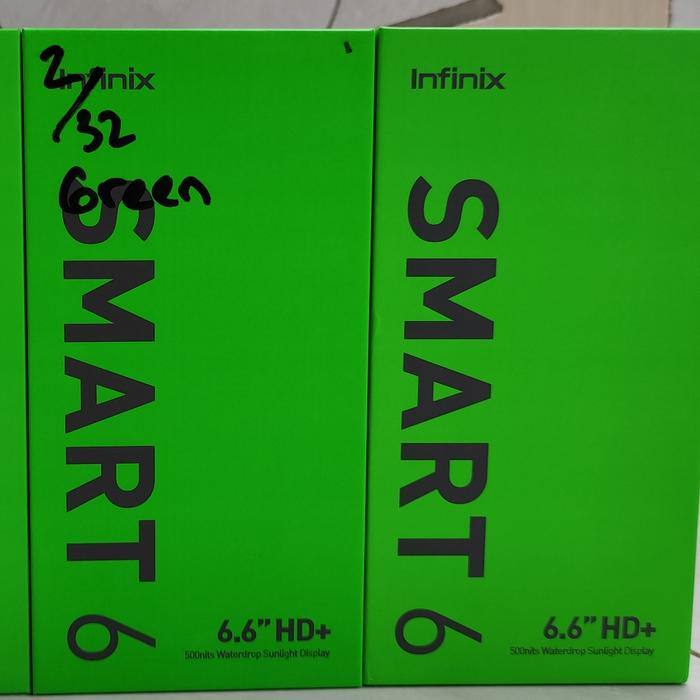 Infinix
2/32
Green
SMART 6
6.6” HD+
500nits Waterdrop Sunlight Display
Infinix
SMART 6
6.6” HD+
500nits Waterdrop Sunlight Display